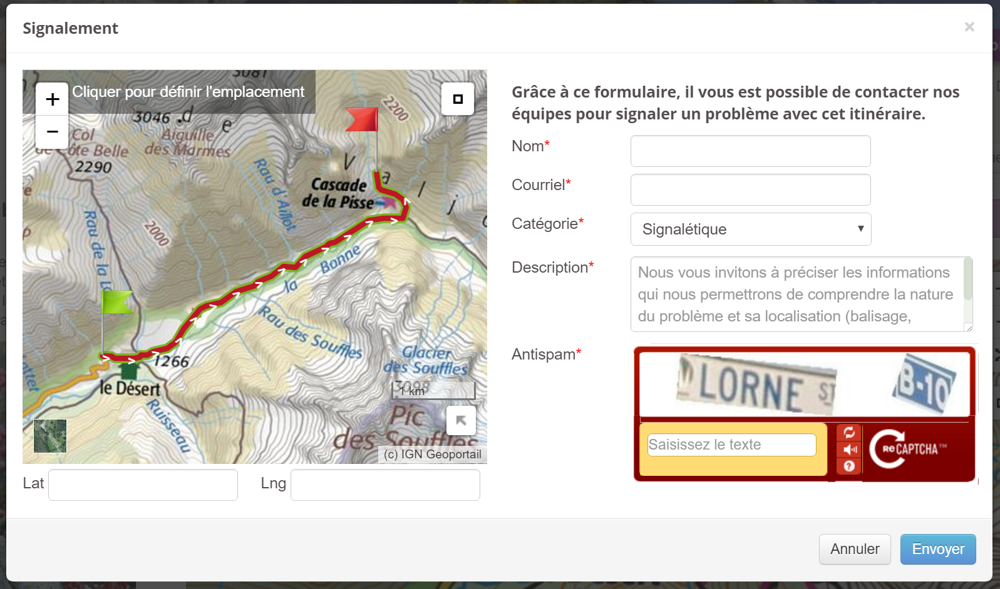 Signalement
×
Cliquer pour définir l'emplacement
3081
+
−
3046
d
e
2200
Col
Aiguille
de Côte Belle
des Marmes
2290
V
a
l
j
Cascade
de la Pisse
Rau d'Aillot
Rau de la
2000
Bonne
la
Rau des Souffles
1266
le Désert
Ruisseau
Glacier
des Souffles
3098
1 km
Pic
des Souffles
(c) IGN Geoportail
Lat
Lng
Grâce à ce formulaire, il vous est possible de contacter nos
équipes pour signaler un problème avec cet itinéraire.
Nom*
Courriel*
Catégorie*
Signalétique
Description*
Nous vous invitons à préciser les informations
qui nous permettrons de comprendre la nature
du problème et sa localisation (balisage,
Antispam*
LORNE ST
B-10
Saisissez le texte
?
reCAPTCHA™
Annuler
Envoyer